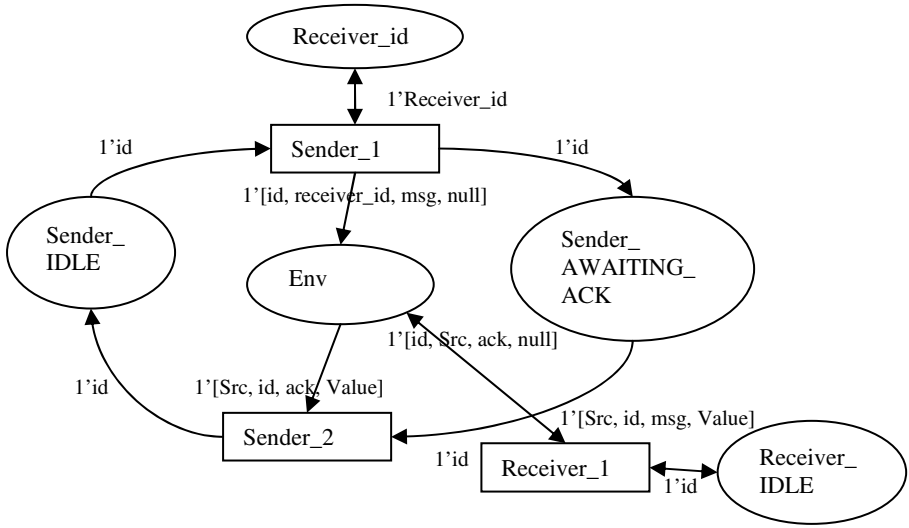 Receiver_id
1’Receiver_id
1’id
Sender_1
1’id
1’[id, receiver_id, msg, null]
Sender_
IDLE
Env
Sender_
AWAITING_
ACK
1’[id, Src, ack, null]
1’id
1’[Src, id, ack, Value]
1’[Src, id, msg, Value]
Sender_2
1’id
Receiver_1
1’id
Receiver_
IDLE